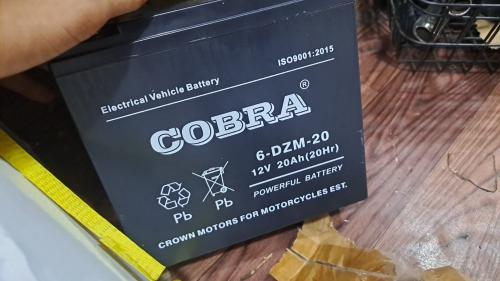 ISO9001:2015
Electrical Vehicle Battery
COBRA®
6-DZM-20
12V 20Ah(20Hr)
POWERFUL BATTERY
Pb Pb
CROWN MOTORS FOR MOTORCYCLES EST.